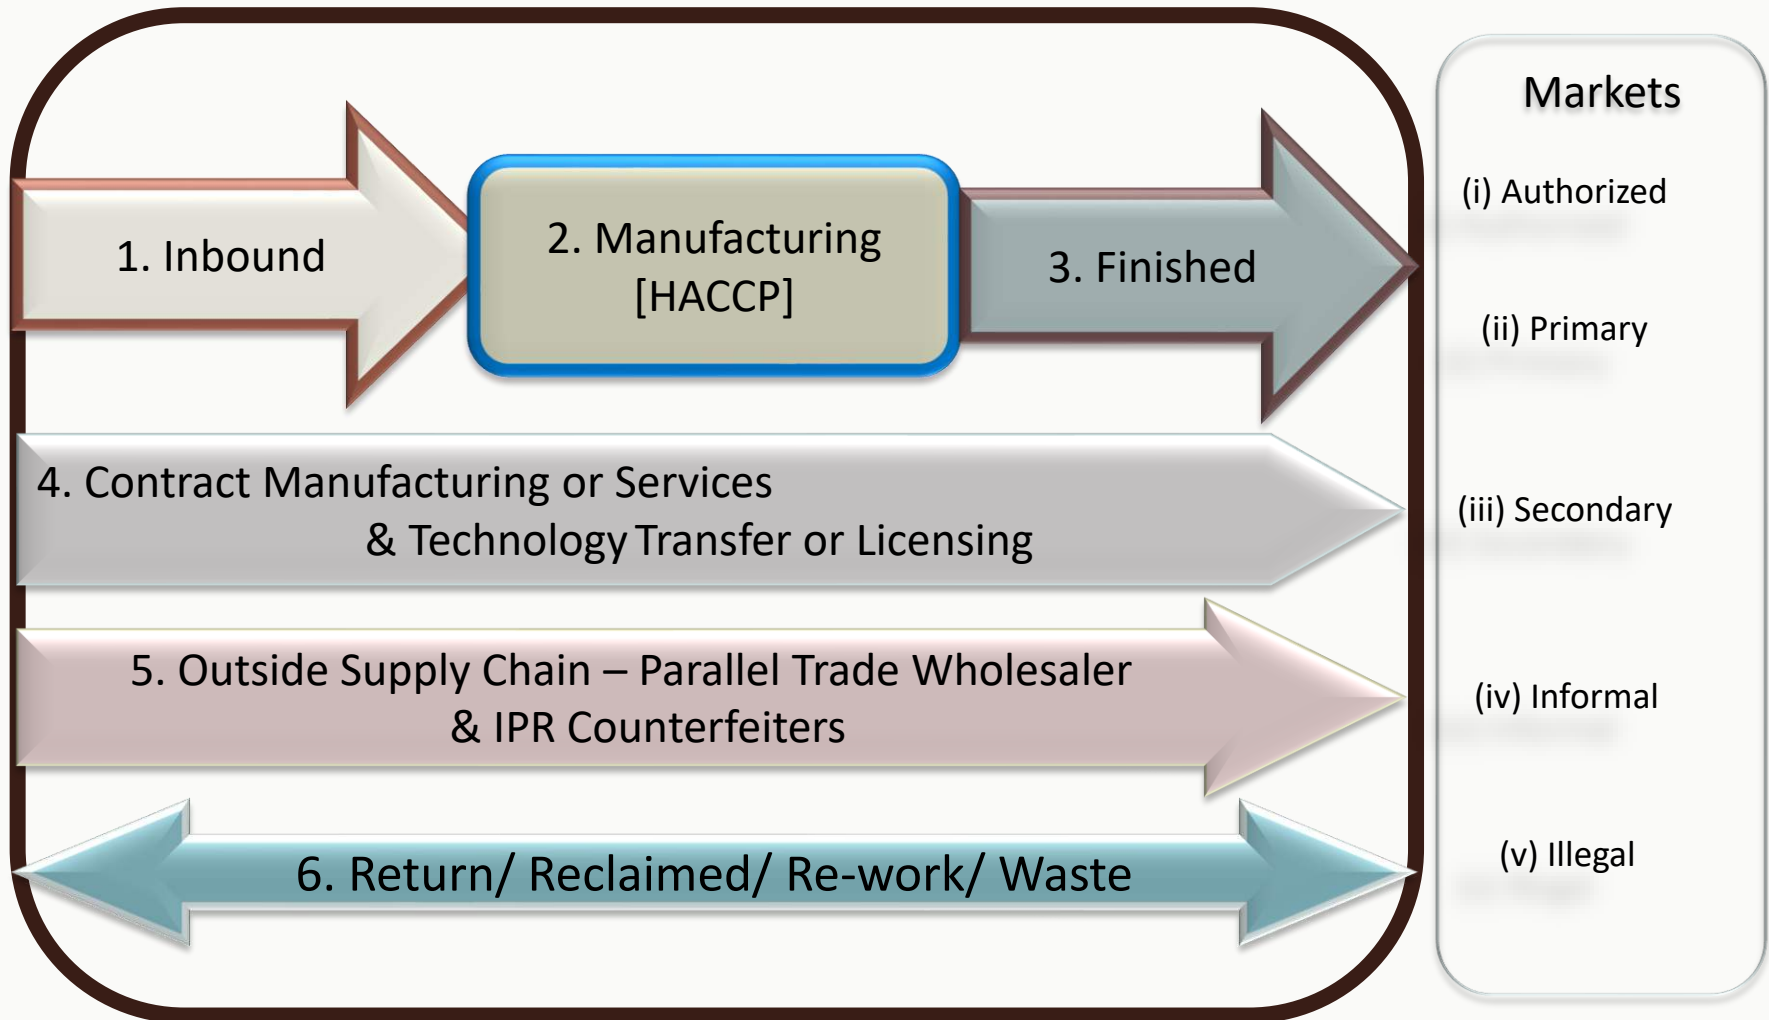 1. Inbound
2. Manufacturing
[HACCP]
3. Finished
4. Contract Manufacturing or Services
& Technology Transfer or Licensing
5. Outside Supply Chain – Parallel Trade Wholesaler
& IPR Counterfeiters
6. Return/ Reclaimed/ Re-work/ Waste
Markets
(i) Authorized
(ii) Primary
(iii) Secondary
(iv) Informal
(v) Illegal